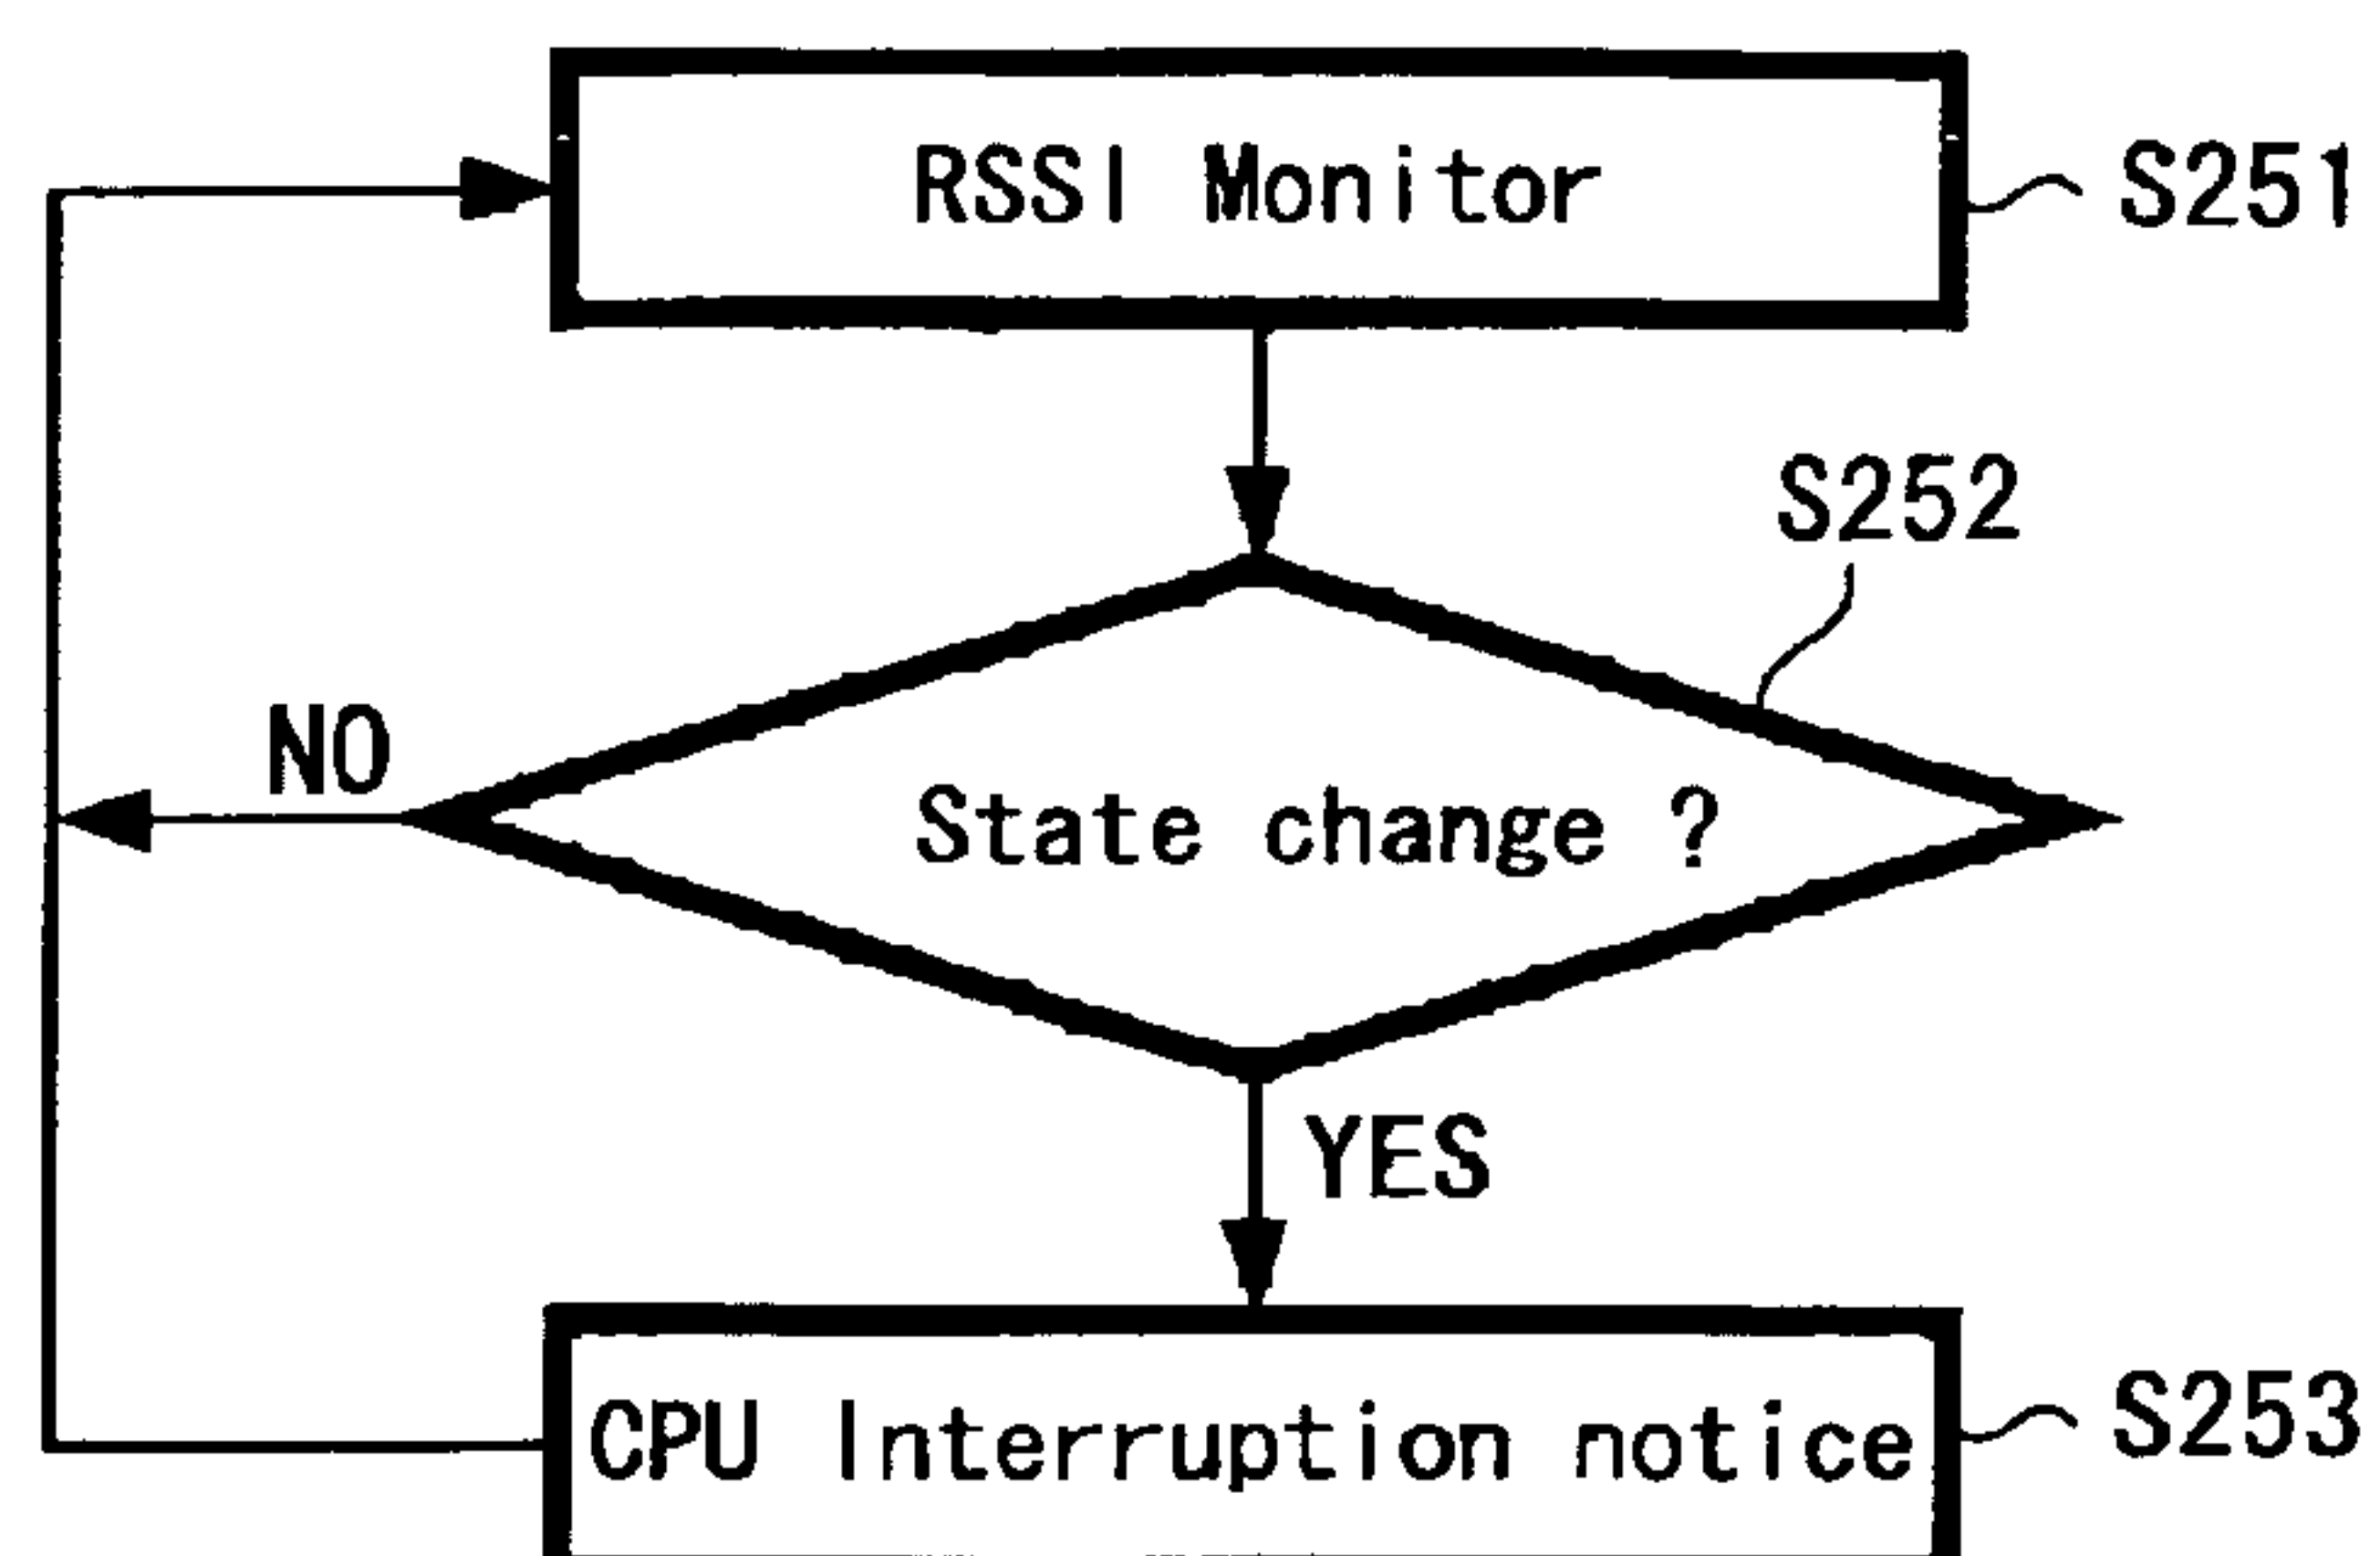 RSSI Monitor
S251
S252
NO
State change ?
YES
CPU Interruption notice
S253